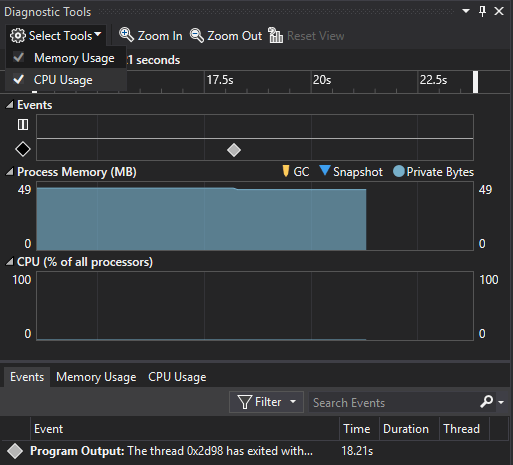 Diagnostic Tools
Select Tools Zoom In Zoom Out Reset View
Memory Usage
21 seconds
CPU Usage
17.5s 20s 22.5s
Events
Process Memory (MB) GC Snapshot Private Bytes
49 49
0 0
CPU (% of all processors)
100 100
0 0
Events Memory Usage CPU Usage
Filter Search Events
Event Time Duration Thread
Program Output: The thread 0x2d98 has exited with... 18.21s